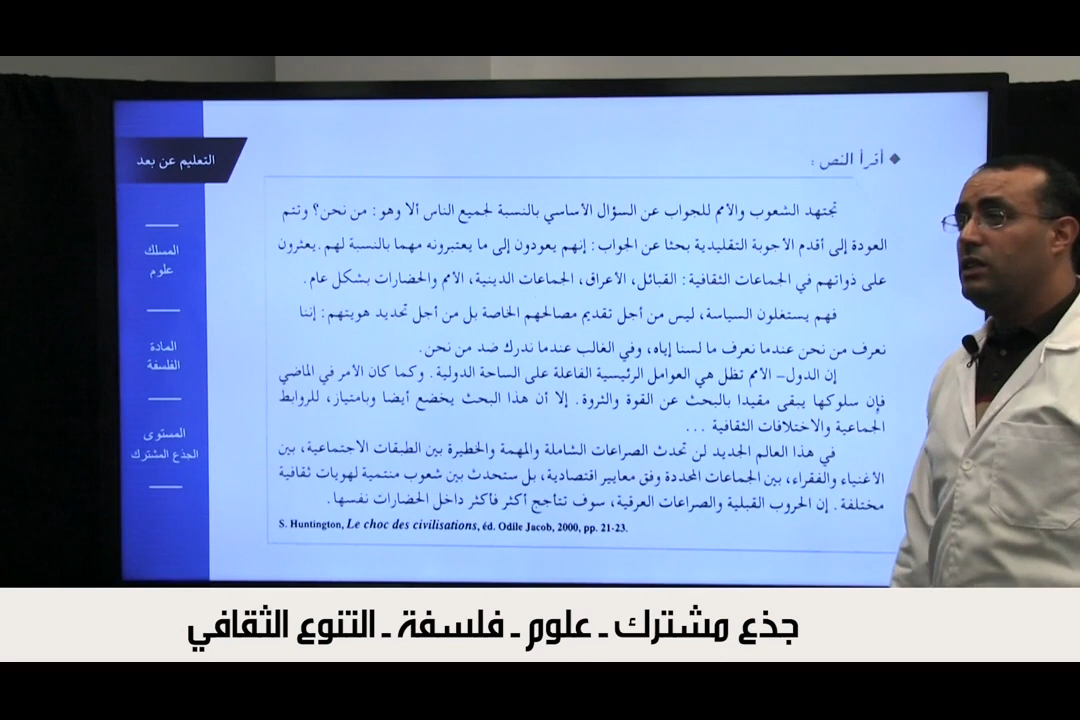 التعليم عن بعد
المسلك
علوم
المادة
الفلسفة
المستوى
الجذع المشترك
◆ أقرأ النص :
تجتهد الشعوب والأمم للجواب عن السؤال الأساسي بالنسبة لجميع الناس ألا وهو : من نحن؟ وتتم
العودة إلى أقدم الأجوبة التقليدية بحثا عن الجواب : إنهم يعودون إلى ما يعتبرونه مهما بالنسبة لهم . يعثرون
على ذواتهم في الجماعات الثقافية : القبائل، الأعراق، الجماعات الدينية، الأمم والحضارات بشكل عام .
فهم يستغلون السياسة، ليس من أجل تقديم مصالحهم الخاصة بل من أجل تحديد هويتهم : إننا
نعرف من نحن عندما نعرف ما لسنا إياه، وفي الغالب عندما ندرك ضد من نحن.
إن الدول – الأمم تظل هي العوامل الرئيسية الفاعلة على الساحة الدولية . وكما كان الأمر في الماضي
فإن سلوكها يبقى مقيدا بالبحث عن القوة والثروة . إلا أن هذا البحث يخضع أيضا وبامتياز، للروابط
الجماعية والاختلافات الثقافية ...
في هذا العالم الجديد لن تحدث الصراعات الشاملة والمهمة والخطيرة بين الطبقات الاجتماعية، بين
الأغنياء والفقراء، بين الجماعات المحددة وفق معايير اقتصادية، بل ستحدث بين شعوب منتمية لهويات ثقافية
مختلفة . إن الحروب القبلية والصراعات العرقية، سوف تتأجج أكثر فأكثر داخل الحضارات نفسها.
S. Huntington, Le choc des civilisations, éd. Odile Jacob, 2000, pp. 21-23.
جذع مشترك ـ علوم ـ فلسفة ـ التنوع الثقافي